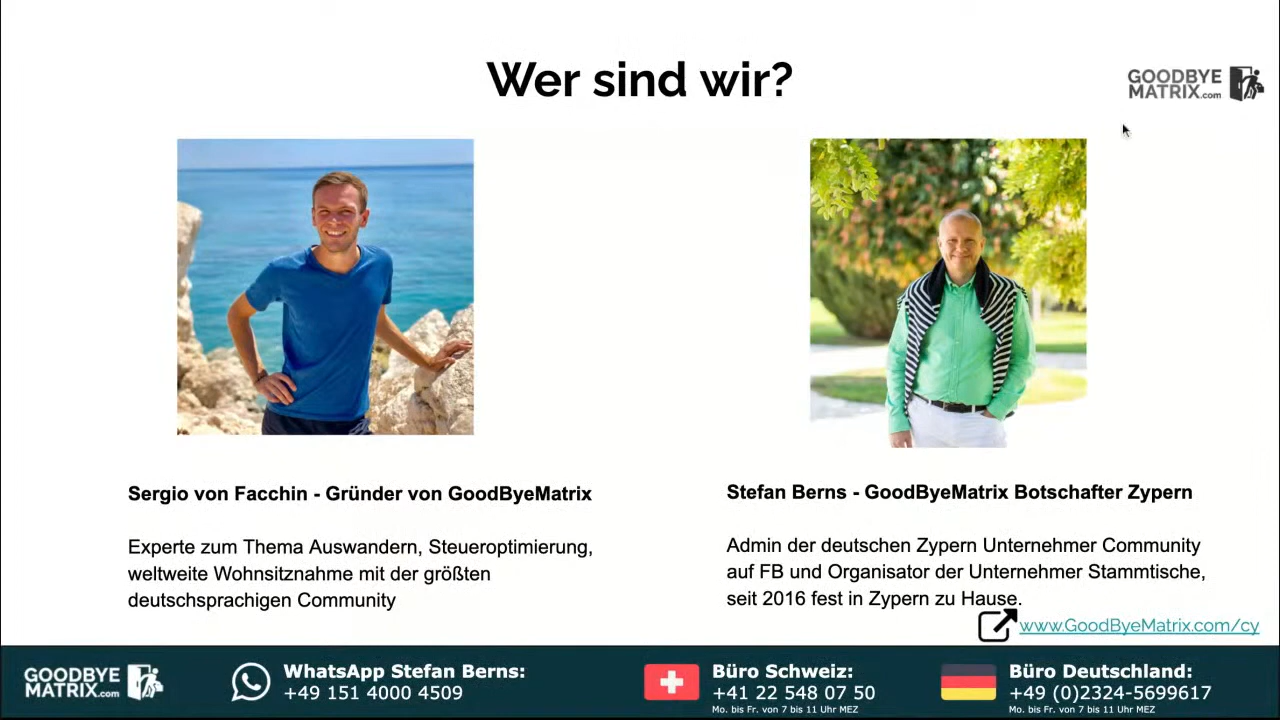 Wer sind wir?
GOODBYE
MATRIX.com
Sergio von Facchin - Gründer von GoodByeMatrix
Experte zum Thema Auswandern, Steueroptimierung,
weltweite Wohnsitznahme mit der größten
deutschsprachigen Community
Stefan Berns - GoodByeMatrix Botschafter Zypern
Admin der deutschen Zypern Unternehmer Community
auf FB und Organisator der Unternehmer Stammtische,
seit 2016 fest in Zypern zu Hause.
www.GoodByeMatrix.com/cy
GOODBYE
MATRIX.com
WhatsApp Stefan Berns:
+49 151 4000 4509
Büro Schweiz:
+41 22 548 07 50
Mo. bis Fr. von 7 bis 11 Uhr MEZ
Büro Deutschland:
+49 (0)2324-5699617
Mo. bis Fr. von 7 bis 11 Uhr MEZ